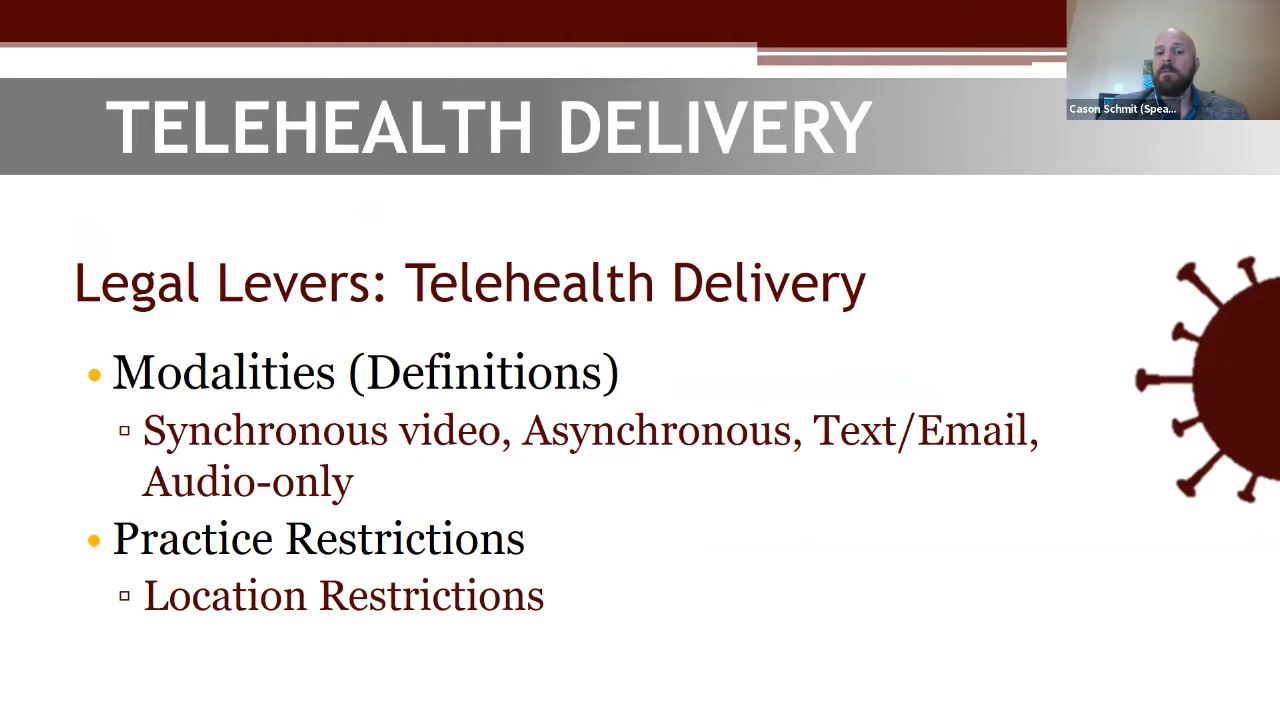 TELEHEALTH DELIVERY
Cason Schmit (Spea...
Legal Levers: Telehealth Delivery
• Modalities (Definitions)
▫ Synchronous video, Asynchronous, Text/Email,
Audio-only
• Practice Restrictions
▫ Location Restrictions